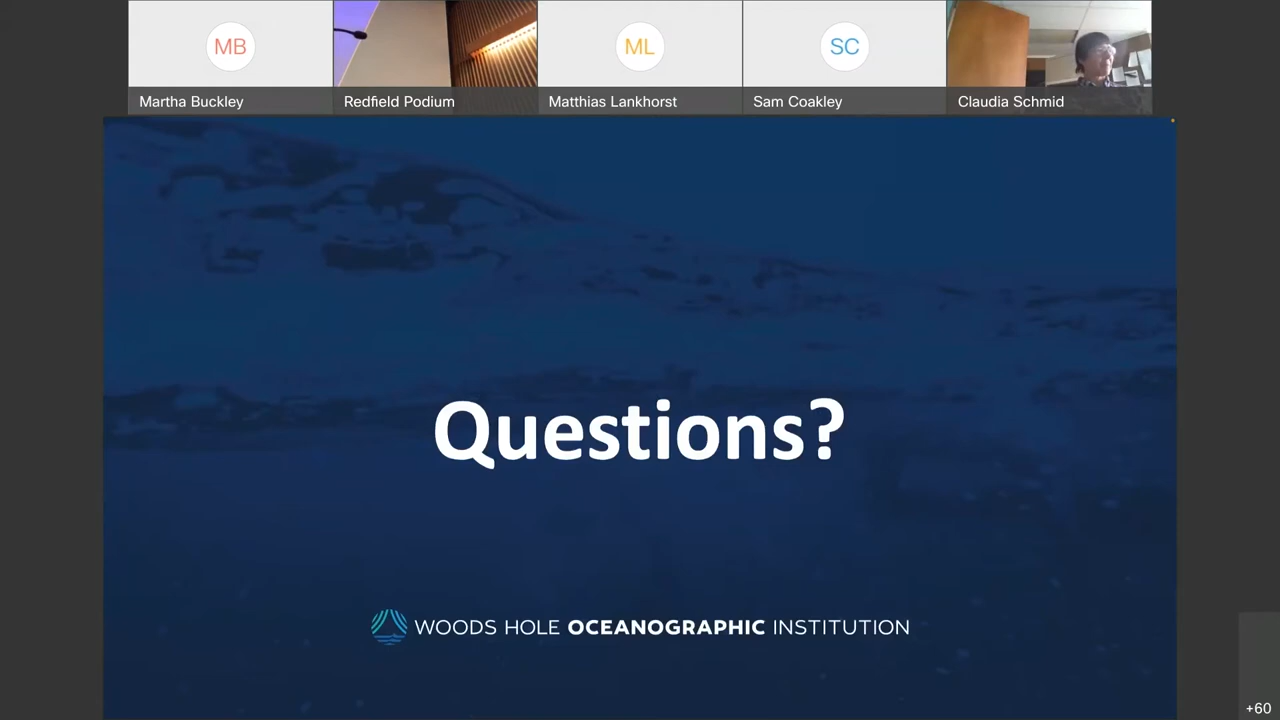 MB
ML
SC
Martha Buckley
Redfield Podium
Matthias Lankhorst
Sam Coakley
Claudia Schmid
Questions?
WOODS HOLE OCEANOGRAPHIC INSTITUTION
+60